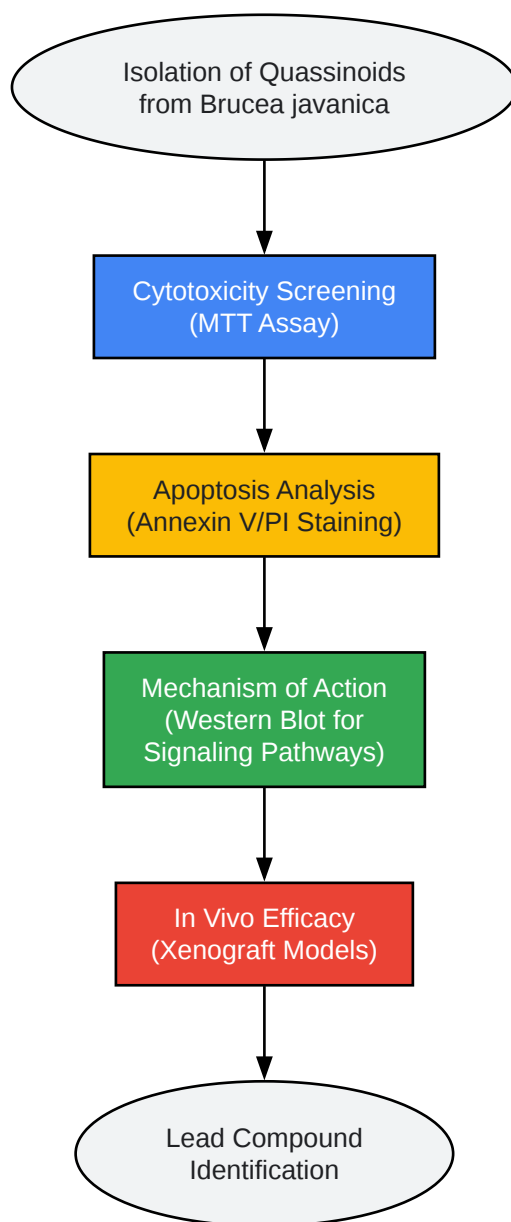 Isolation of Quassinoids
from Brucea javanica
Cytotoxicity Screening
(MTT Assay)
Apoptosis Analysis
(Annexin V/PI Staining)
Mechanism of Action
(Western Blot for
Signaling Pathways)
In Vivo Efficacy
(Xenograft Models)
Lead Compound
Identification